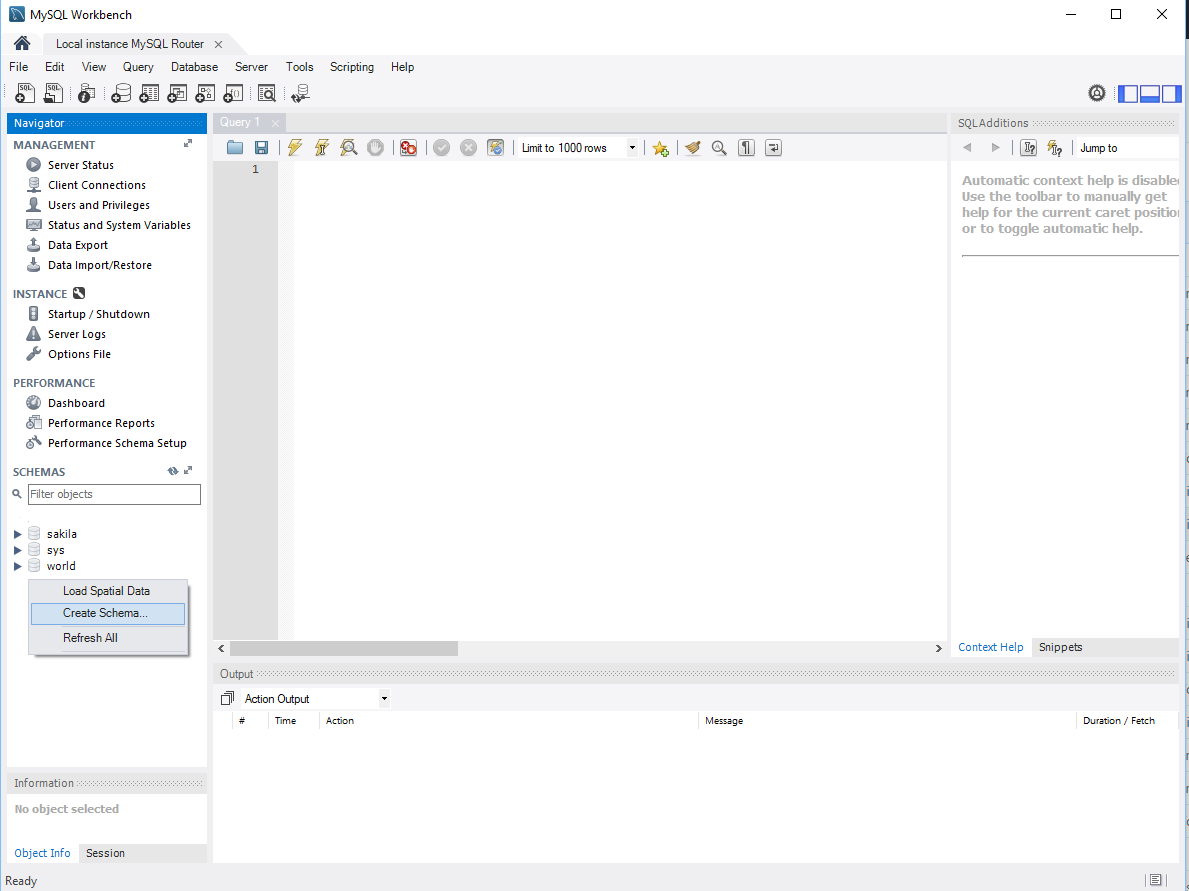 MySQL Workbench
Local instance MySQL Router
File Edit View Query Database Server Tools Scripting Help
Navigator
MANAGEMENT
Server Status
Client Connections
Users and Privileges
Status and System Variables
Data Export
Data Import/Restore
INSTANCE
Startup / Shutdown
Server Logs
Options File
PERFORMANCE
Dashboard
Performance Reports
Performance Schema Setup
SCHEMAS
Filter objects
sakila
sys
world
Load Spatial Data
Create Schema...
Refresh All
Information
No object selected
Object Info Session
Query 1
Limit to 1000 rows
1
SQLAdditions
Jump to
Automatic context help is disabled
Use the toolbar to manually get
help for the current caret position
or to toggle automatic help.
Context Help Snippets
Output
Action Output
# Time Action Message Duration / Fetch
Ready